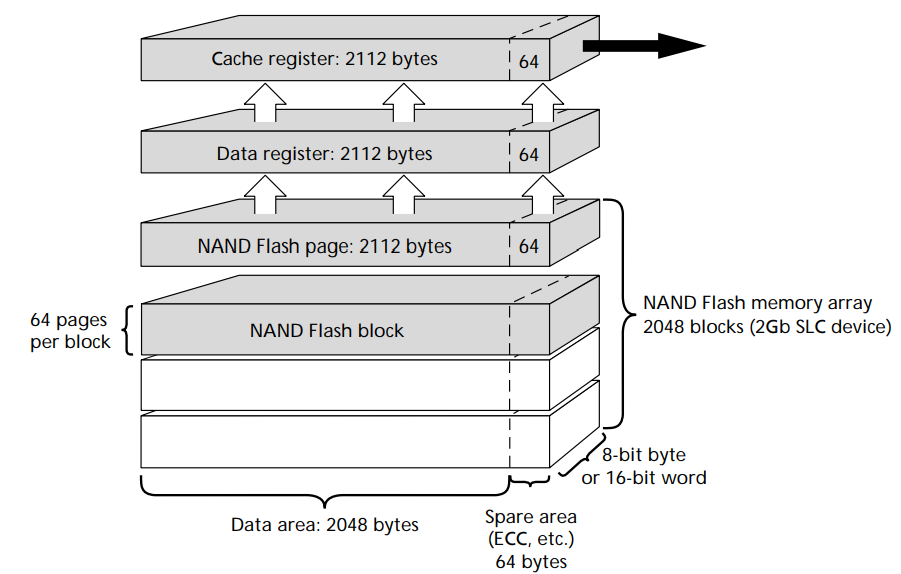 Cache register: 2112 bytes
64
Data register: 2112 bytes
64
NAND Flash page: 2112 bytes
64
64 pages
per block
NAND Flash block
NAND Flash memory array
2048 blocks (2Gb SLC device)
8-bit byte
or 16-bit word
Data area: 2048 bytes
Spare area
(ECC, etc.)
64 bytes